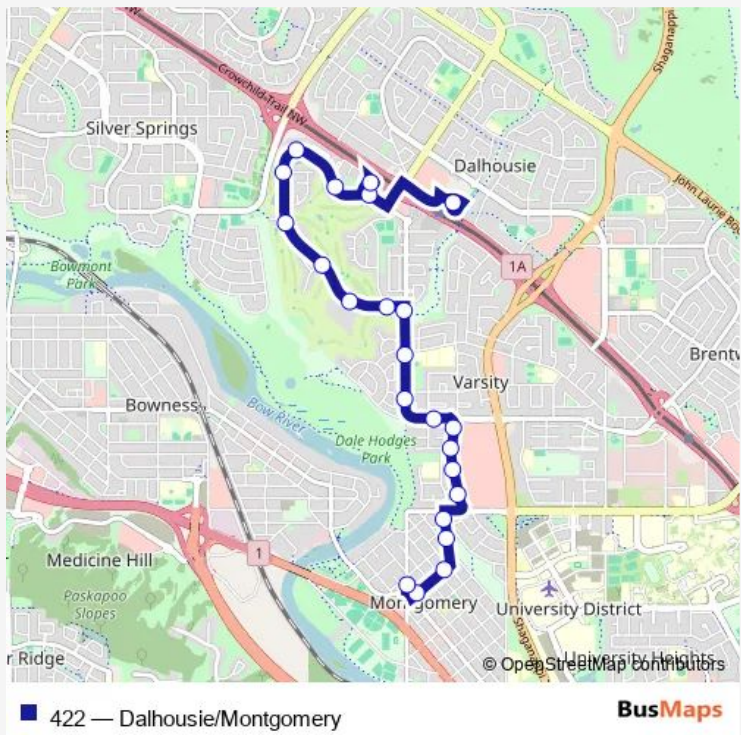 Crowchild Trail NW
Shaganappi
Silver Springs
Dalhousie
John Laurie Bo
1A
Bowmont
Park
Brentw
Varsity
Bowness
Bow River
Dale Hodges
Park
1
Medicine Hill
Paskapoo
Slopes
Montgomery
University District
Shaganappi
r Ridge
University Heights
© OpenStreetMap contributors
422 — Dalhousie/Montgomery
BusMaps